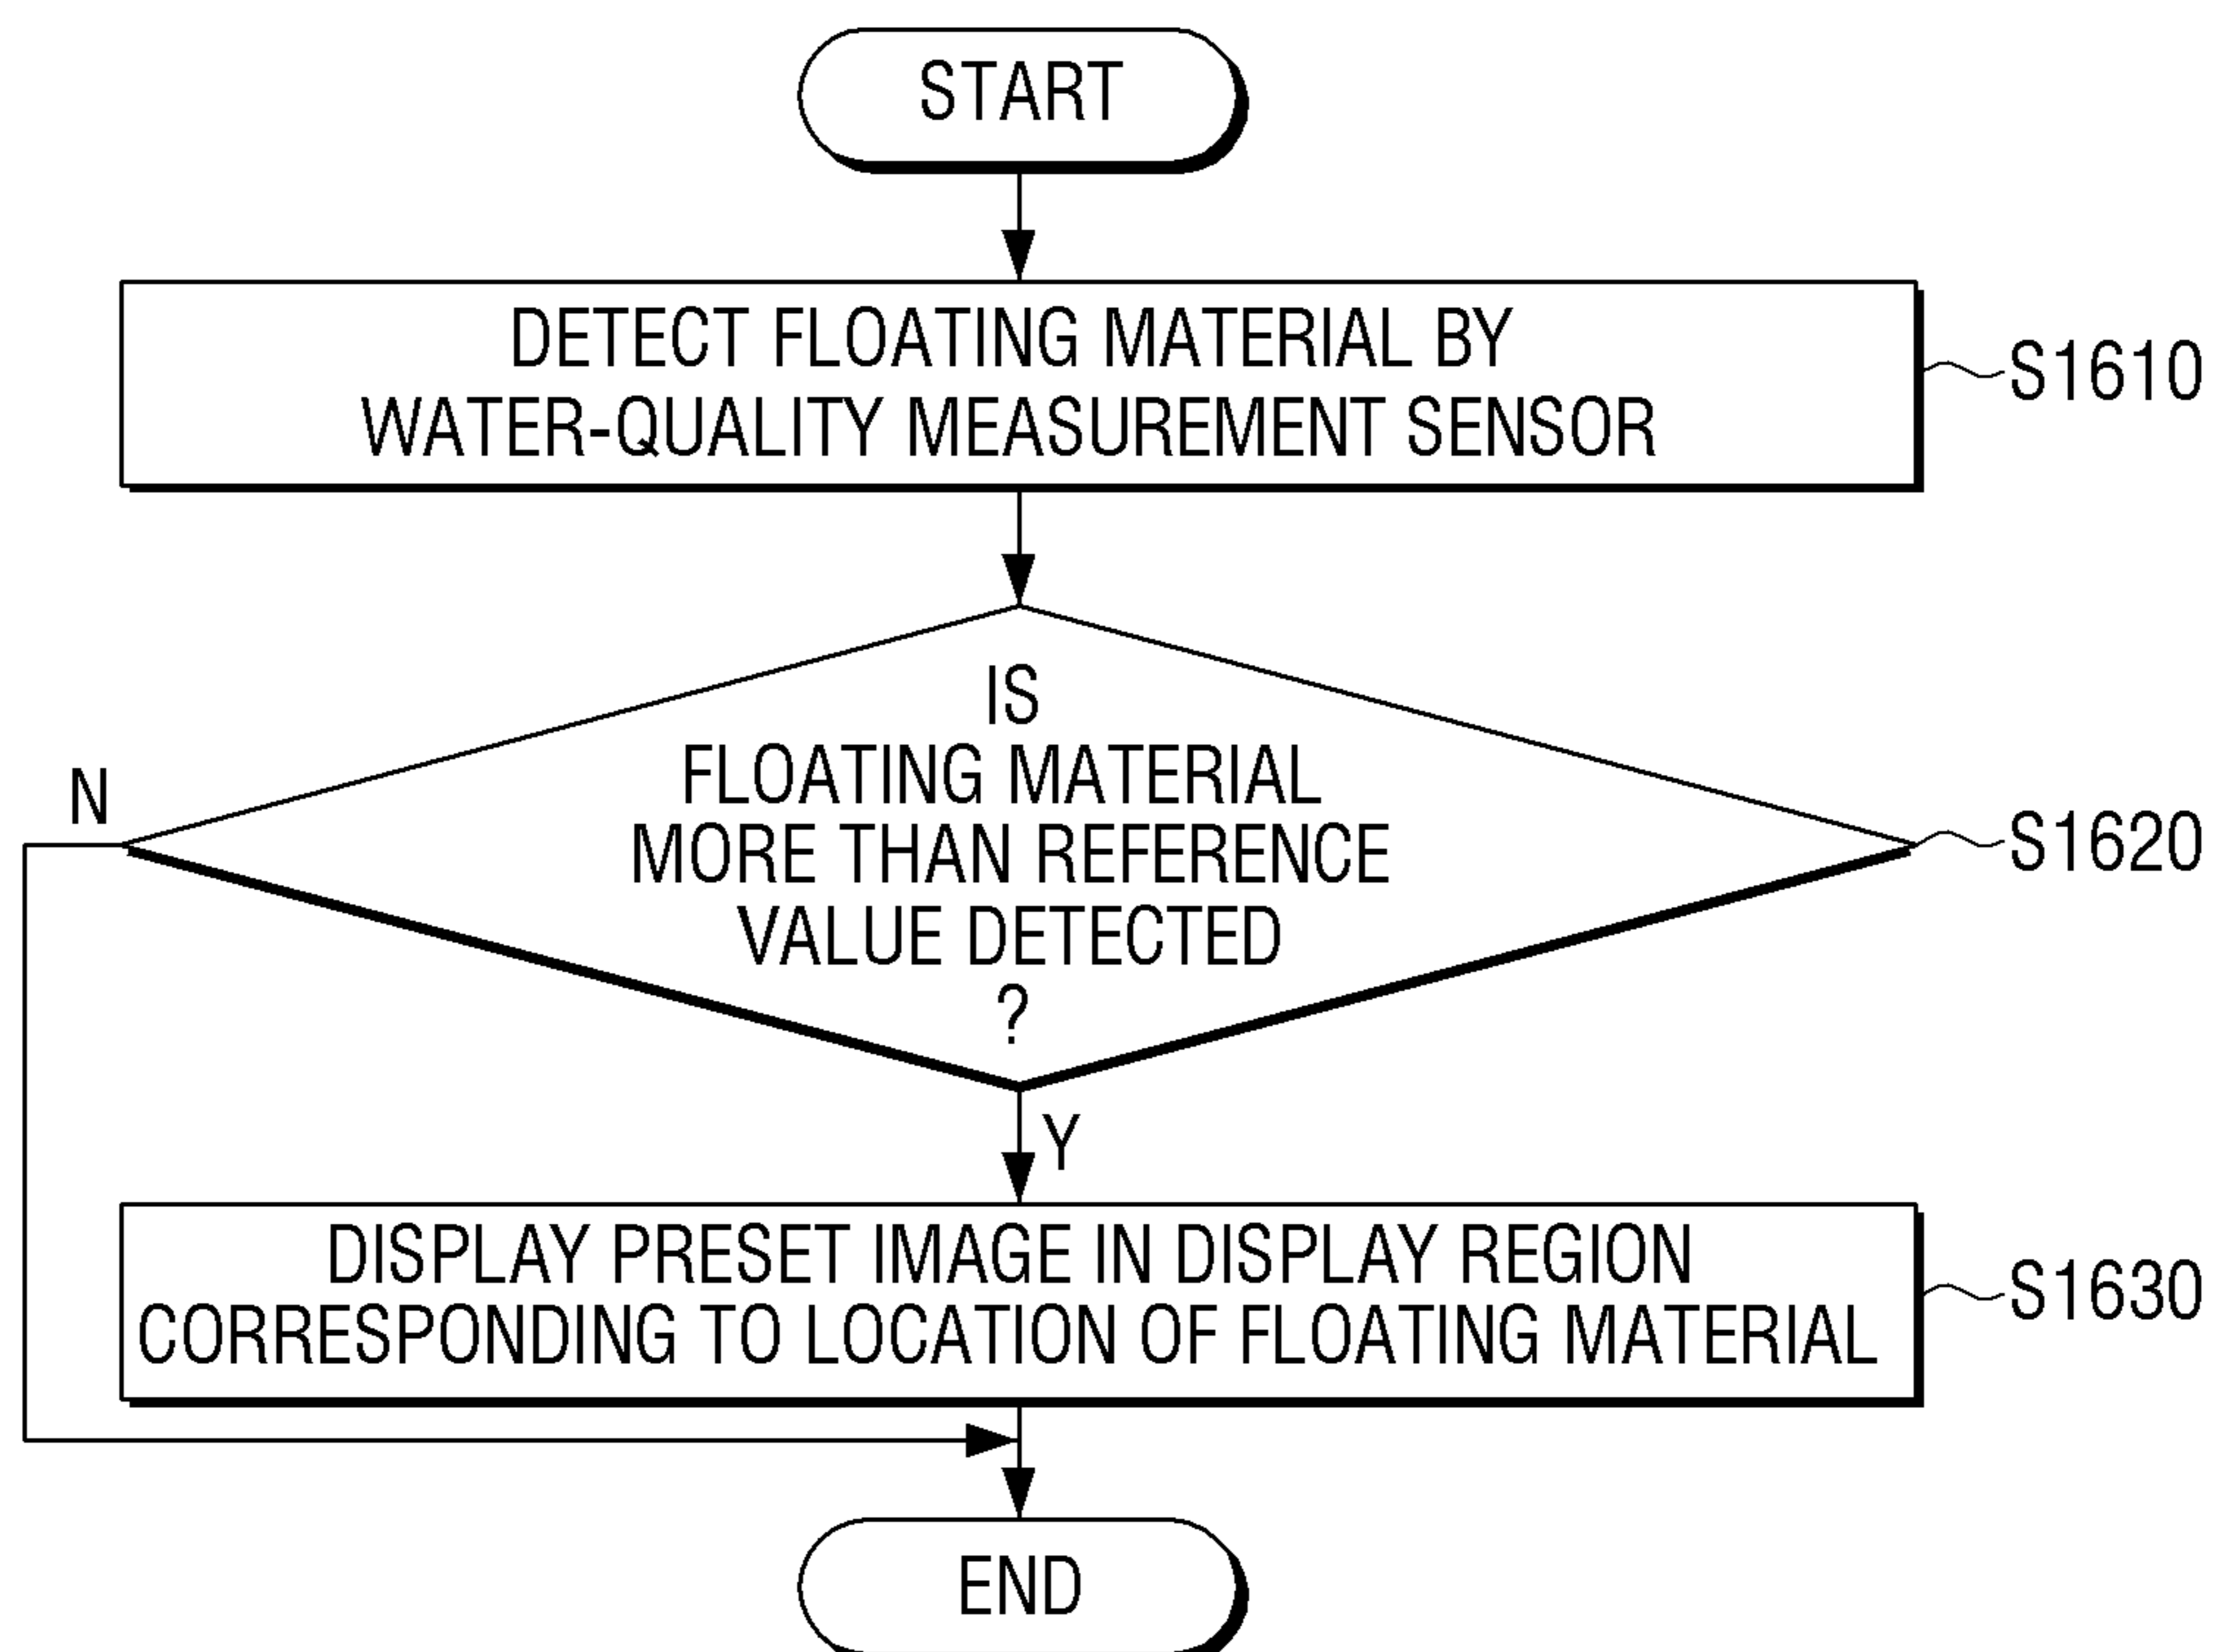 START
DETECT FLOATING MATERIAL BY
WATER-QUALITY MEASUREMENT SENSOR
S1610
IS
FLOATING MATERIAL
MORE THAN REFERENCE
VALUE DETECTED
?
N
S1620
Y
DISPLAY PRESET IMAGE IN DISPLAY REGION
CORRESPONDING TO LOCATION OF FLOATING MATERIAL
S1630
END